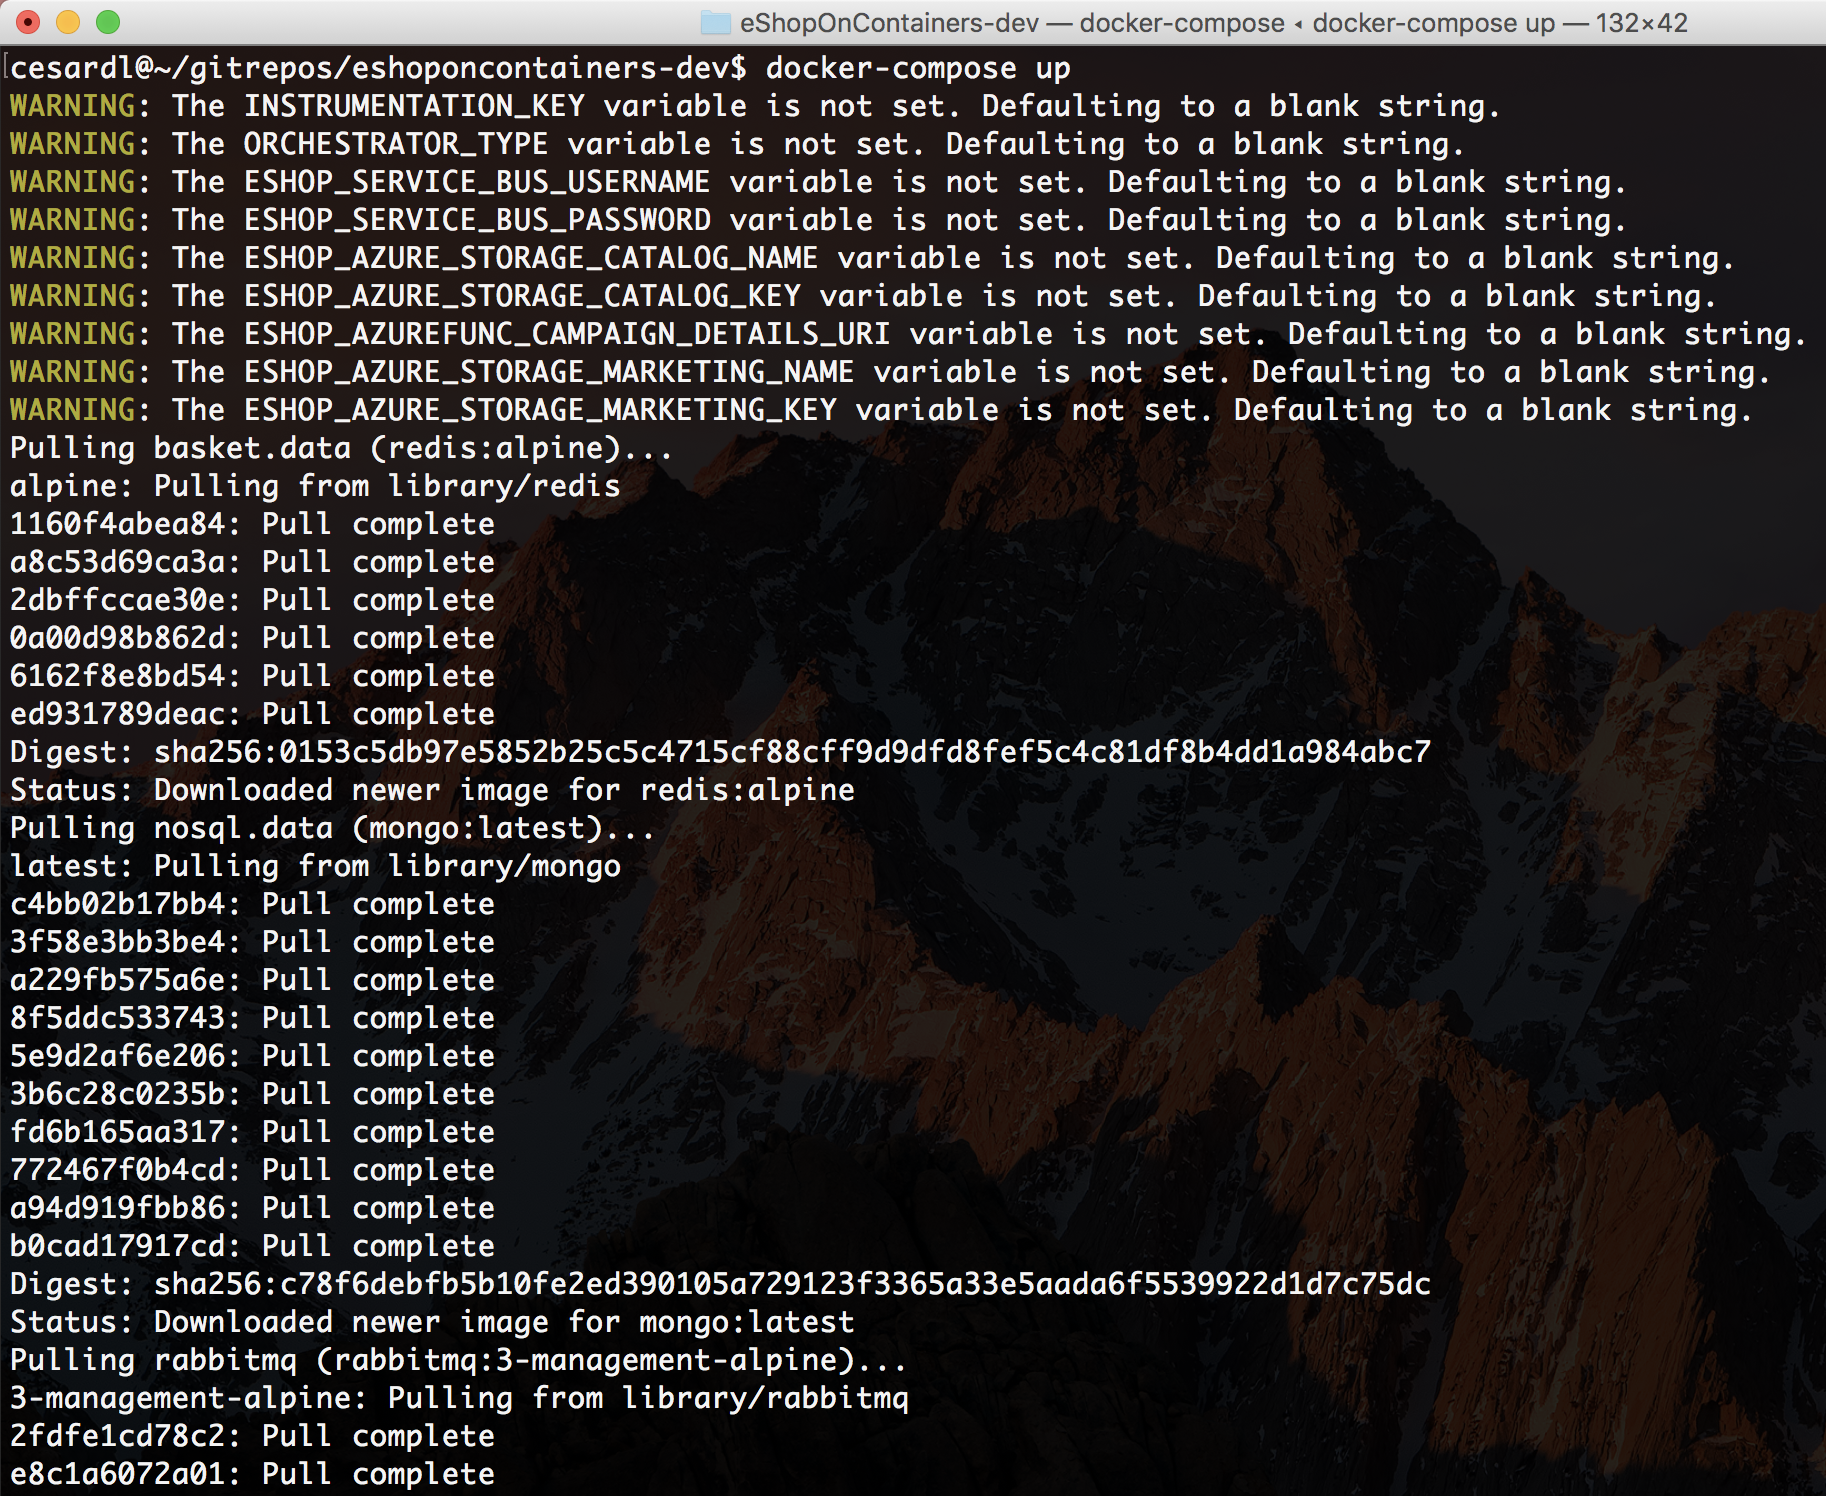 eShopOnContainers-dev — docker-compose ◂ docker-compose up — 132×42
cesardl@~/gitrepos/eshoponcontainers-dev$ docker-compose up
WARNING: The INSTRUMENTATION_KEY variable is not set. Defaulting to a blank string.
WARNING: The ORCHESTRATOR_TYPE variable is not set. Defaulting to a blank string.
WARNING: The ESHOP_SERVICE_BUS_USERNAME variable is not set. Defaulting to a blank string.
WARNING: The ESHOP_SERVICE_BUS_PASSWORD variable is not set. Defaulting to a blank string.
WARNING: The ESHOP_AZURE_STORAGE_CATALOG_NAME variable is not set. Defaulting to a blank string.
WARNING: The ESHOP_AZURE_STORAGE_CATALOG_KEY variable is not set. Defaulting to a blank string.
WARNING: The ESHOP_AZUREFUNC_CAMPAIGN_DETAILS_URI variable is not set. Defaulting to a blank string.
WARNING: The ESHOP_AZURE_STORAGE_MARKETING_NAME variable is not set. Defaulting to a blank string.
WARNING: The ESHOP_AZURE_STORAGE_MARKETING_KEY variable is not set. Defaulting to a blank string.
Pulling basket.data (redis:alpine)...
alpine: Pulling from library/redis
1160f4abea84: Pull complete
a8c53d69ca3a: Pull complete
2dbffccae30e: Pull complete
0a00d98b862d: Pull complete
6162f8e8bd54: Pull complete
ed931789deac: Pull complete
Digest: sha256:0153c5db97e5852b25c5c4715cf88cff9d9dfd8fef5c4c81df8b4dd1a984abc7
Status: Downloaded newer image for redis:alpine
Pulling nosql.data (mongo:latest)...
latest: Pulling from library/mongo
c4bb02b17bb4: Pull complete
3f58e3bb3be4: Pull complete
a229fb575a6e: Pull complete
8f5ddc533743: Pull complete
5e9d2af6e206: Pull complete
3b6c28c0235b: Pull complete
fd6b165aa317: Pull complete
772467f0b4cd: Pull complete
a94d919fbb86: Pull complete
b0cad17917cd: Pull complete
Digest: sha256:c78f6debfb5b10fe2ed390105a729123f3365a33e5aada6f5539922d1d7c75dc
Status: Downloaded newer image for mongo:latest
Pulling rabbitmq (rabbitmq:3-management-alpine)...
3-management-alpine: Pulling from library/rabbitmq
2fdfe1cd78c2: Pull complete
e8c1a6072a01: Pull complete